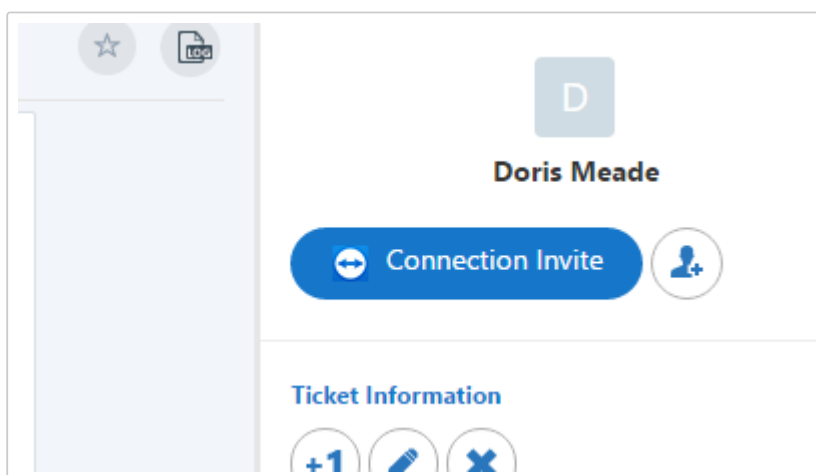 LOG
D
Doris Meade
Connection Invite
Ticket Information
+1